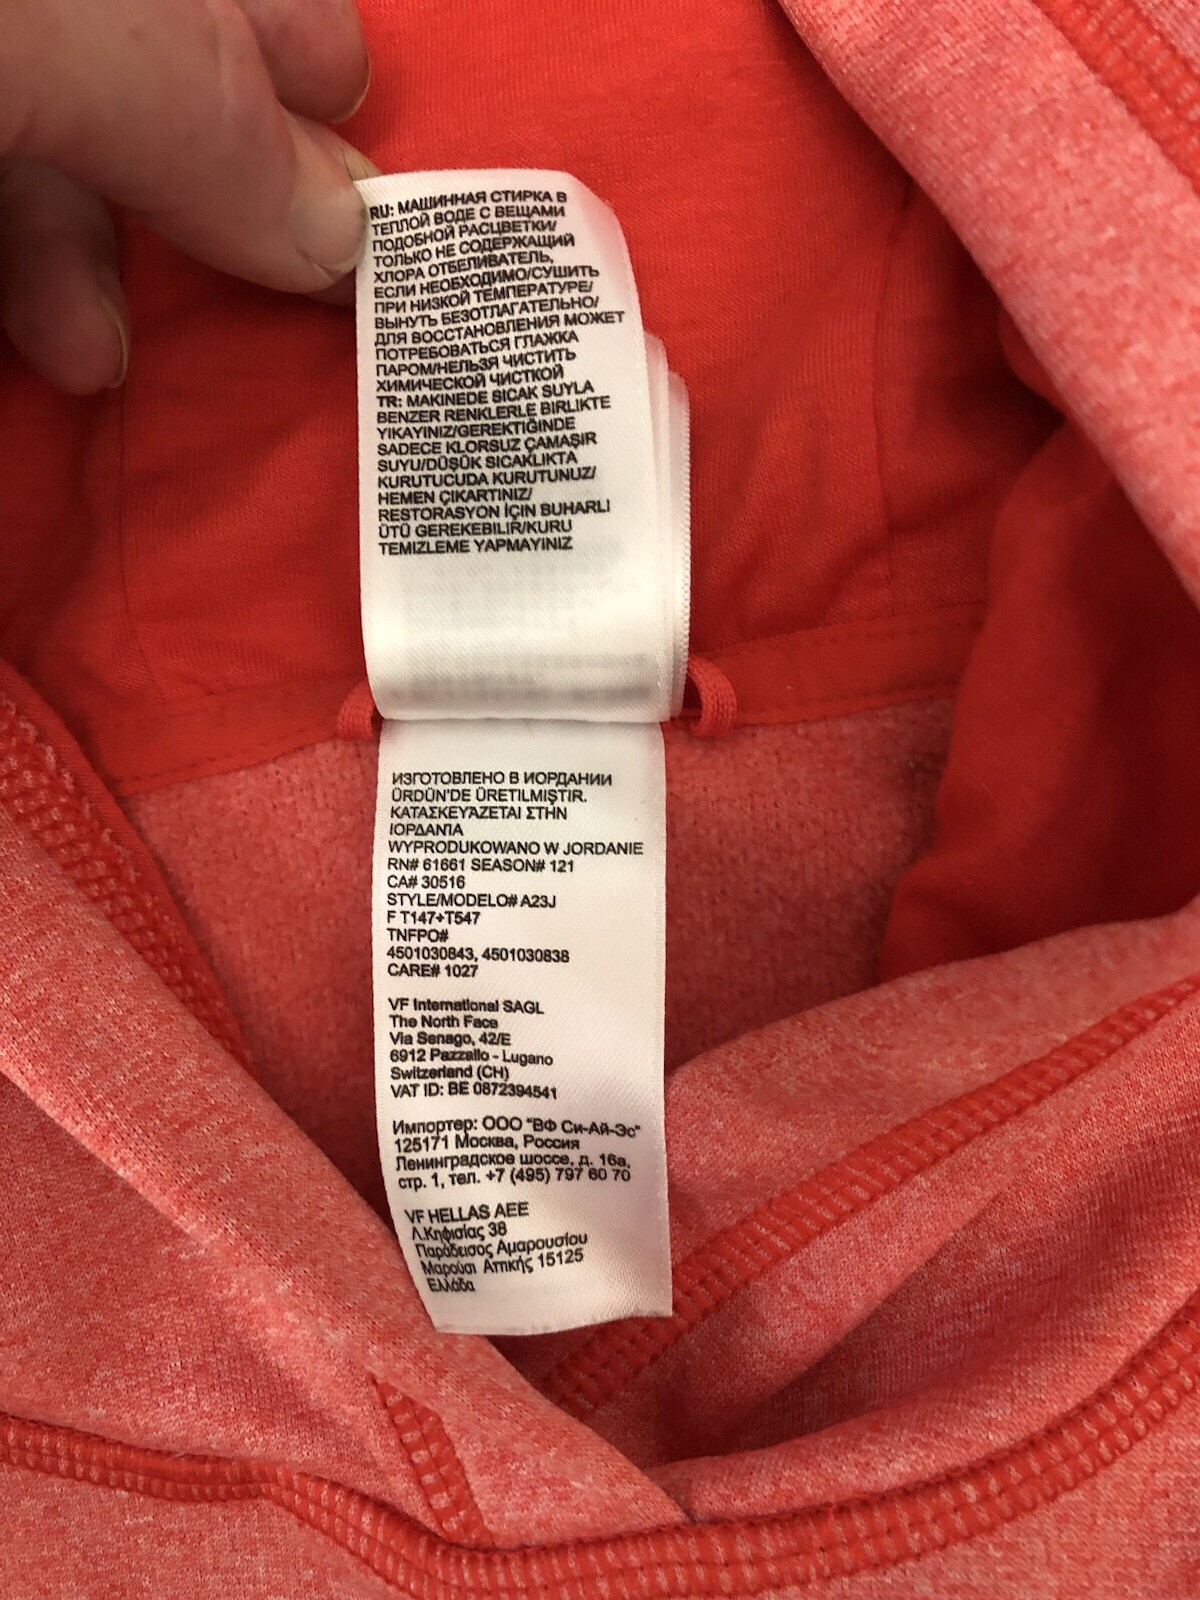 RU: МАШИННАЯ СТИРКА В
ТЕПЛОЙ ВОДЕ С ВЕЩАМИ
ПОДОБНОЙ РАСЦВЕТКИ/
ТОЛЬКО НЕ СОДЕРЖАЩИЙ
ХЛОРА ОТБЕЛИВАТЕЛЬ,
ЕСЛИ НЕОБХОДИМО/СУШИТЬ
ПРИ НИЗКОЙ ТЕМПЕРАТУРЕ/
ВЫНУТЬ БЕЗОТЛАГАТЕЛЬНО/
ДЛЯ ВОССТАНОВЛЕНИЯ МОЖЕТ
ПОТРЕБОВАТЬСЯ ГЛАЖКА
ПАРОМ/НЕЛЬЗЯ ЧИСТИТЬ
ХИМИЧЕСКОЙ ЧИСТКОЙ
TR: MAKINEDE SICAK SUYLA
BENZER RENKLERLE BIRLIKTE
YIKAYINIZ/GEREKTIĞINDE
SADECE KLORSUZ ÇAMAŞIR
SUYU/DÜŞÜK SICAKLIKTA
KURUTUCUDA KURUTUNUZ/
HEMEN ÇIKARTINIZ/
RESTORASYON İÇIN BUHARLI
ÜTÜ GEREKEBILIR/KURU
TEMIZLEME YAPMAYINIZ
ИЗГОТОВЛЕНО В ИОРДАНИИ
ÜRDÜN'DE ÜRETILMIŞTIR.
ΚΑΤΑΣΚΕΥΆΖΕΤΑΙ ΣΤΗΝ
ΙΟΡΔΑΝΊΑ
WYPRODUKOWANO W JORDANIE
RN# 61661 SEASON# 121
CA# 30516
STYLE/MODELO# A23J
F T147+T547
TNFPO#
4501030843, 4501030838
CARE# 1027
VF International SAGL
The North Face
Via Senago, 42/E
6912 Pazzallo - Lugano
Switzerland (CH)
VAT ID: BE 0872394541
Импортер: ООО "ВФ Си-Ай-Эс"
125171 Москва, Россия
Ленинградское шоссе, д. 16а,
стр. 1, тел. +7 (495) 797 60 70
VF HELLAS AEE
Λ.Κηφισίας 38
Παράδεισος Αμαρουσίου
Μαρούσι Αττικής 15125
Ελλάδα